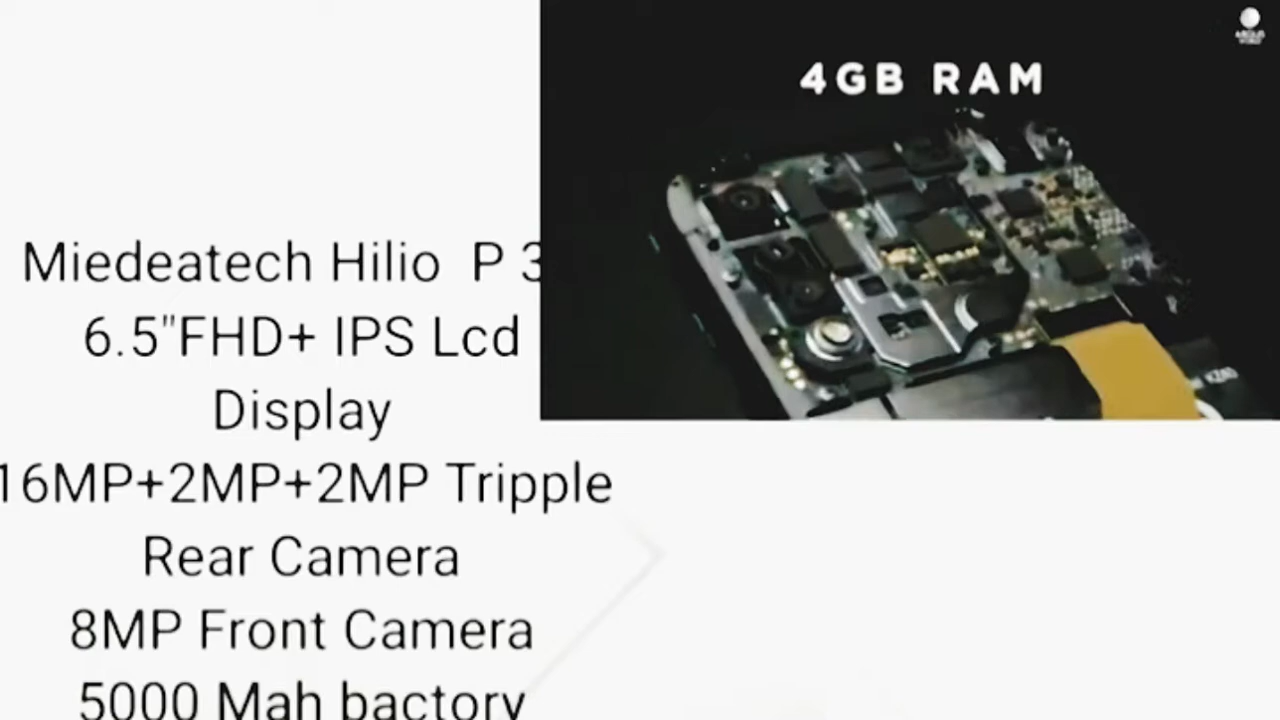 4GB RAM
Miedeatech Hilio P 3
6.5"FHD+ IPS Lcd
Display
16MP+2MP+2MP Tripple
Rear Camera
8MP Front Camera
5000 Mah bactory